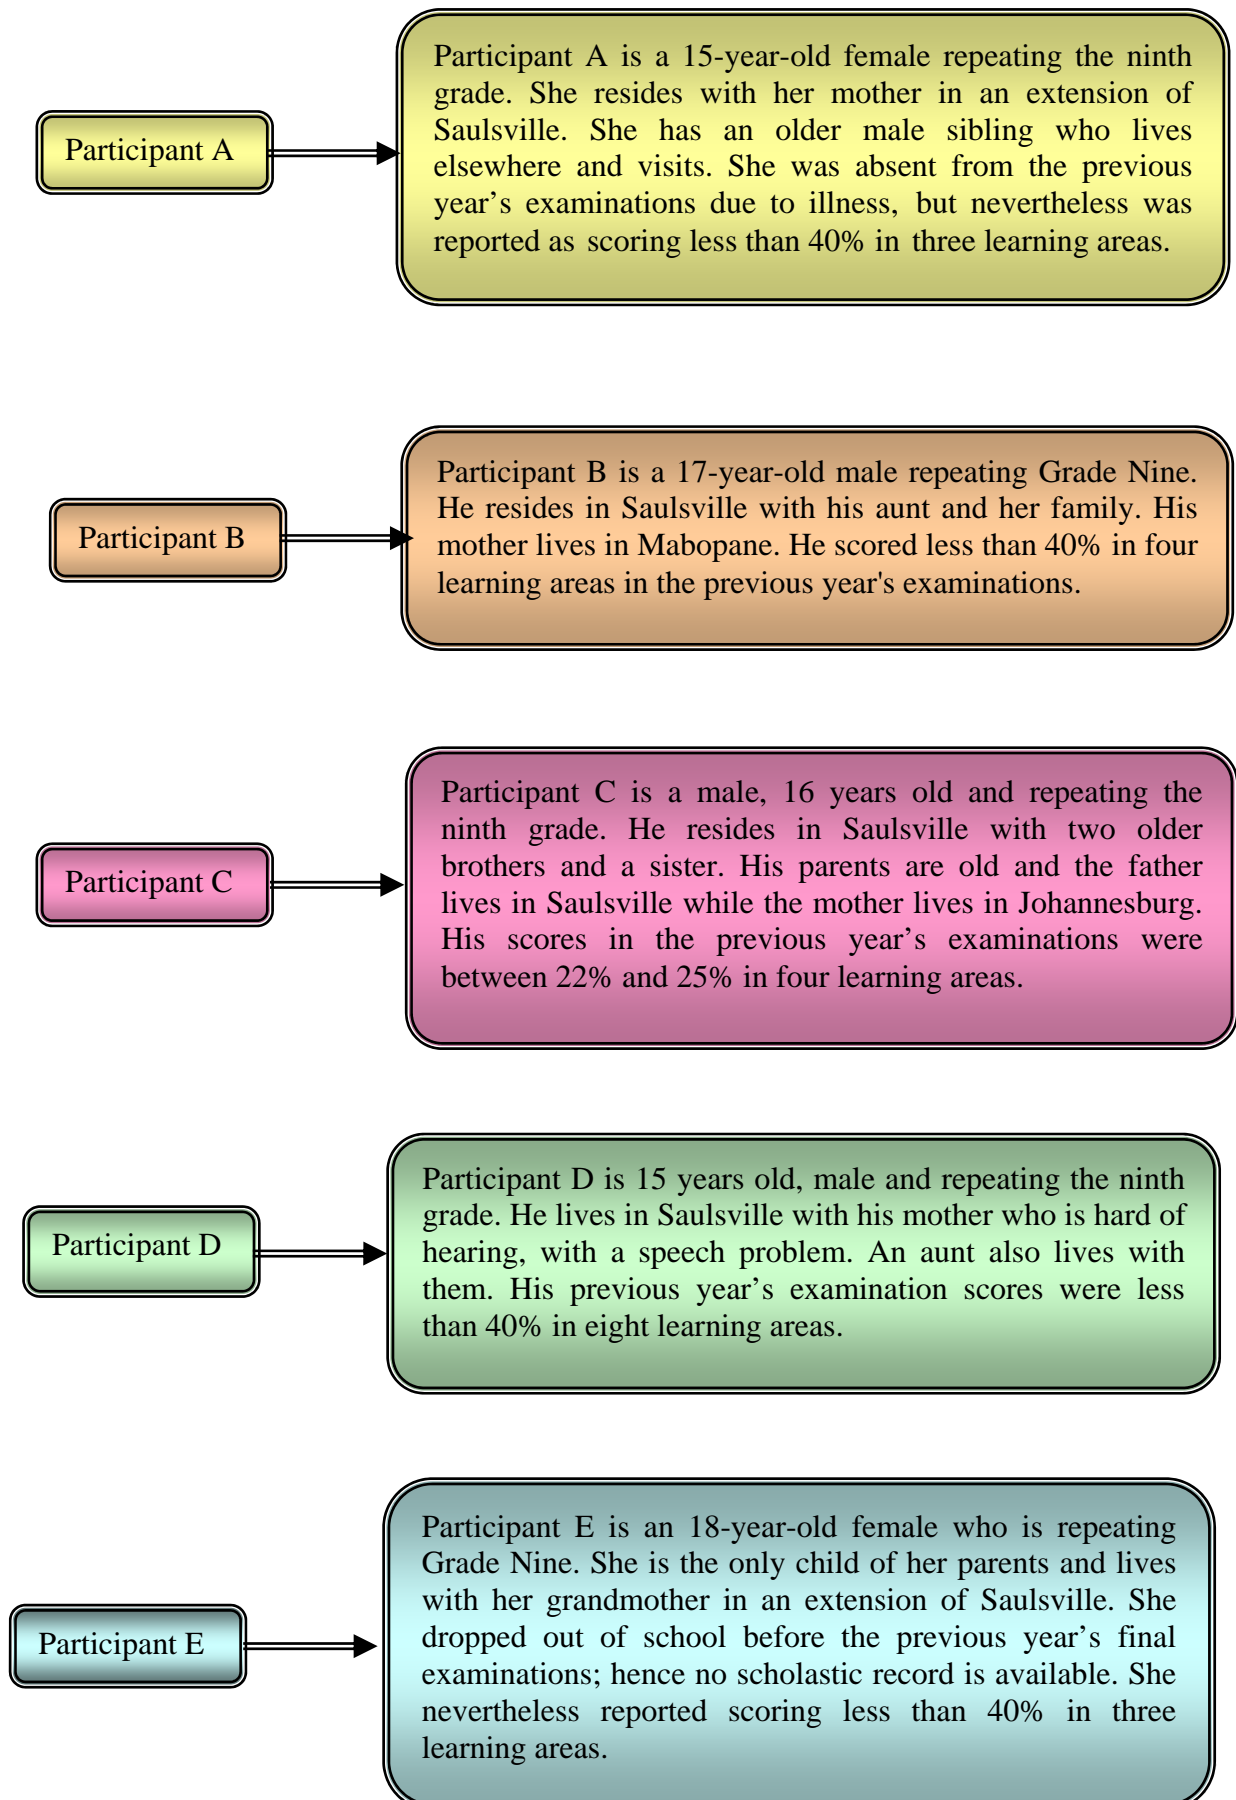 Participant A
Participant A is a 15-year-old female repeating the ninth
grade. She resides with her mother in an extension of
Saulsville. She has an older male sibling who lives
elsewhere and visits. She was absent from the previous
year’s examinations due to illness, but nevertheless was
reported as scoring less than 40% in three learning areas.
Participant B
Participant B is a 17-year-old male repeating Grade Nine.
He resides in Saulsville with his aunt and her family. His
mother lives in Mabopane. He scored less than 40% in four
learning areas in the previous year's examinations.
Participant C
Participant C is a male, 16 years old and repeating the
ninth grade. He resides in Saulsville with two older
brothers and a sister. His parents are old and the father
lives in Saulsville while the mother lives in Johannesburg.
His scores in the previous year’s examinations were
between 22% and 25% in four learning areas.
Participant D
Participant D is 15 years old, male and repeating the ninth
grade. He lives in Saulsville with his mother who is hard of
hearing, with a speech problem. An aunt also lives with
them. His previous year’s examination scores were less
than 40% in eight learning areas.
Participant E
Participant E is an 18-year-old female who is repeating
Grade Nine. She is the only child of her parents and lives
with her grandmother in an extension of Saulsville. She
dropped out of school before the previous year’s final
examinations; hence no scholastic record is available. She
nevertheless reported scoring less than 40% in three
learning areas.